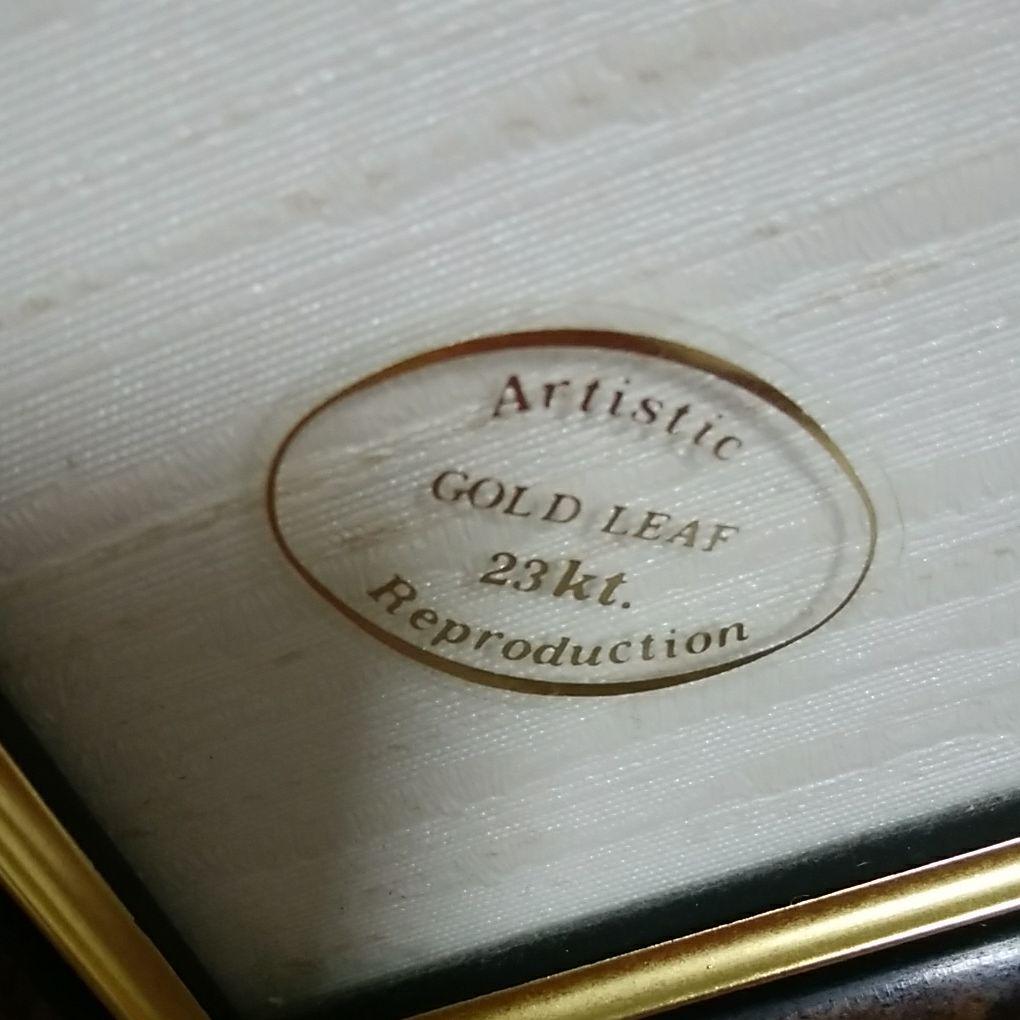 Artistic
GOLD LEAF
23kt.
Reproduction